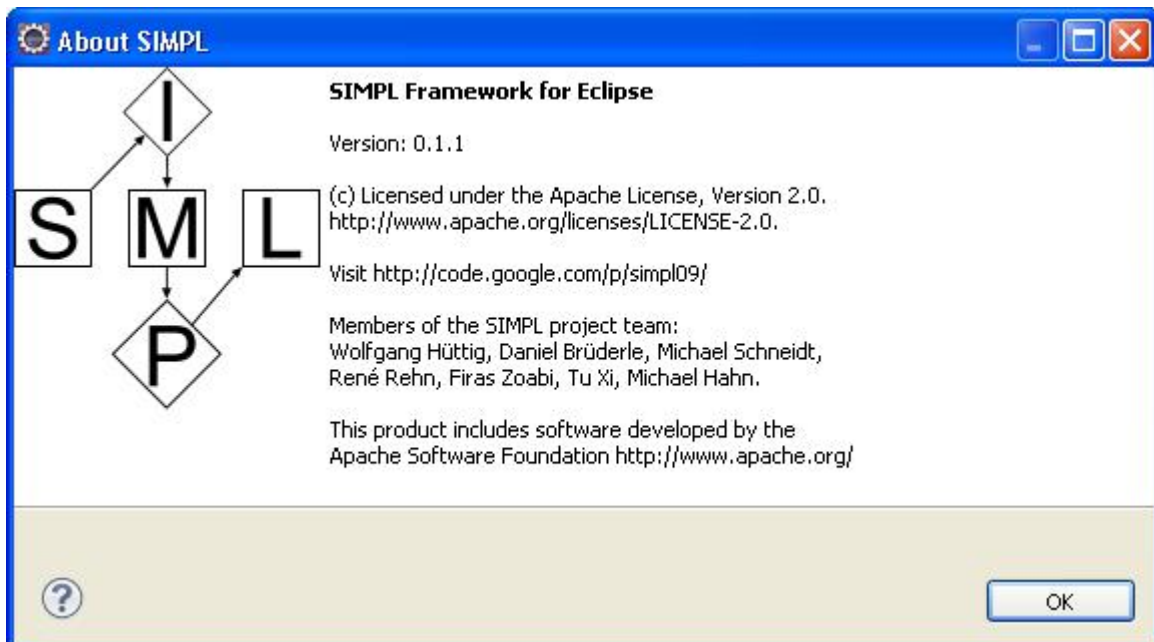 About SIMPL
I
S
M
L
P
SIMPL Framework for Eclipse
Version: 0.1.1
(c) Licensed under the Apache License, Version 2.0.
http://www.apache.org/licenses/LICENSE-2.0.
Visit http://code.google.com/p/simpl09/
Members of the SIMPL project team:
Wolfgang Hüttig, Daniel Brüderle, Michael Schneidt,
René Rehn, Firas Zoabi, Tu Xi, Michael Hahn.
This product includes software developed by the
Apache Software Foundation http://www.apache.org/
?
OK